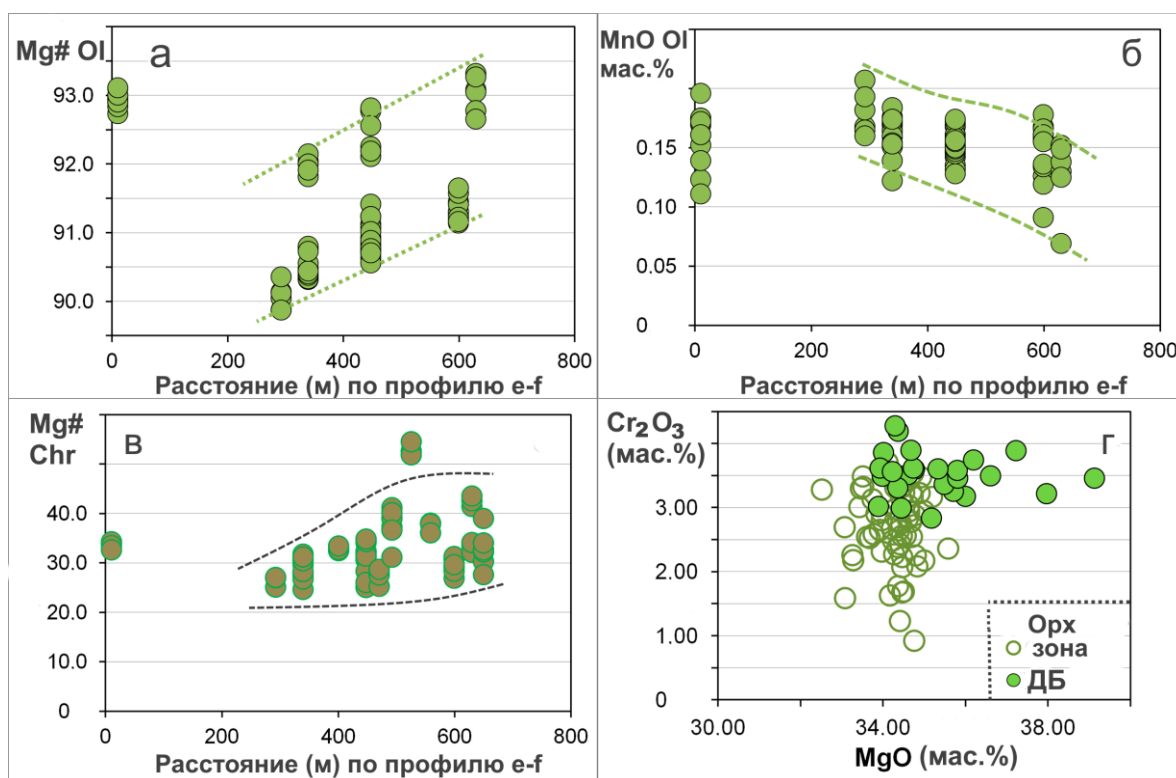 Mg# Ol
а
93.0
92.0
91.0
90.0
0
200
400
600
800
Расстояние (м) по профилю e-f
MnO Ol
мас.%
б
0.15
0.10
0.05
0
0
200
400
600
800
Расстояние (м) по профилю e-f
Mg#
Chr
в
40.0
30.0
20.0
10.0
0
0
200
400
600
800
Расстояние (м) по профилю e-f
Cr₂O₃
(мас.%)
г
4.00
3.00
2.00
1.00
0
30.00
34.00
38.00
MgO (мас.%)
Орх
зона
ДБ